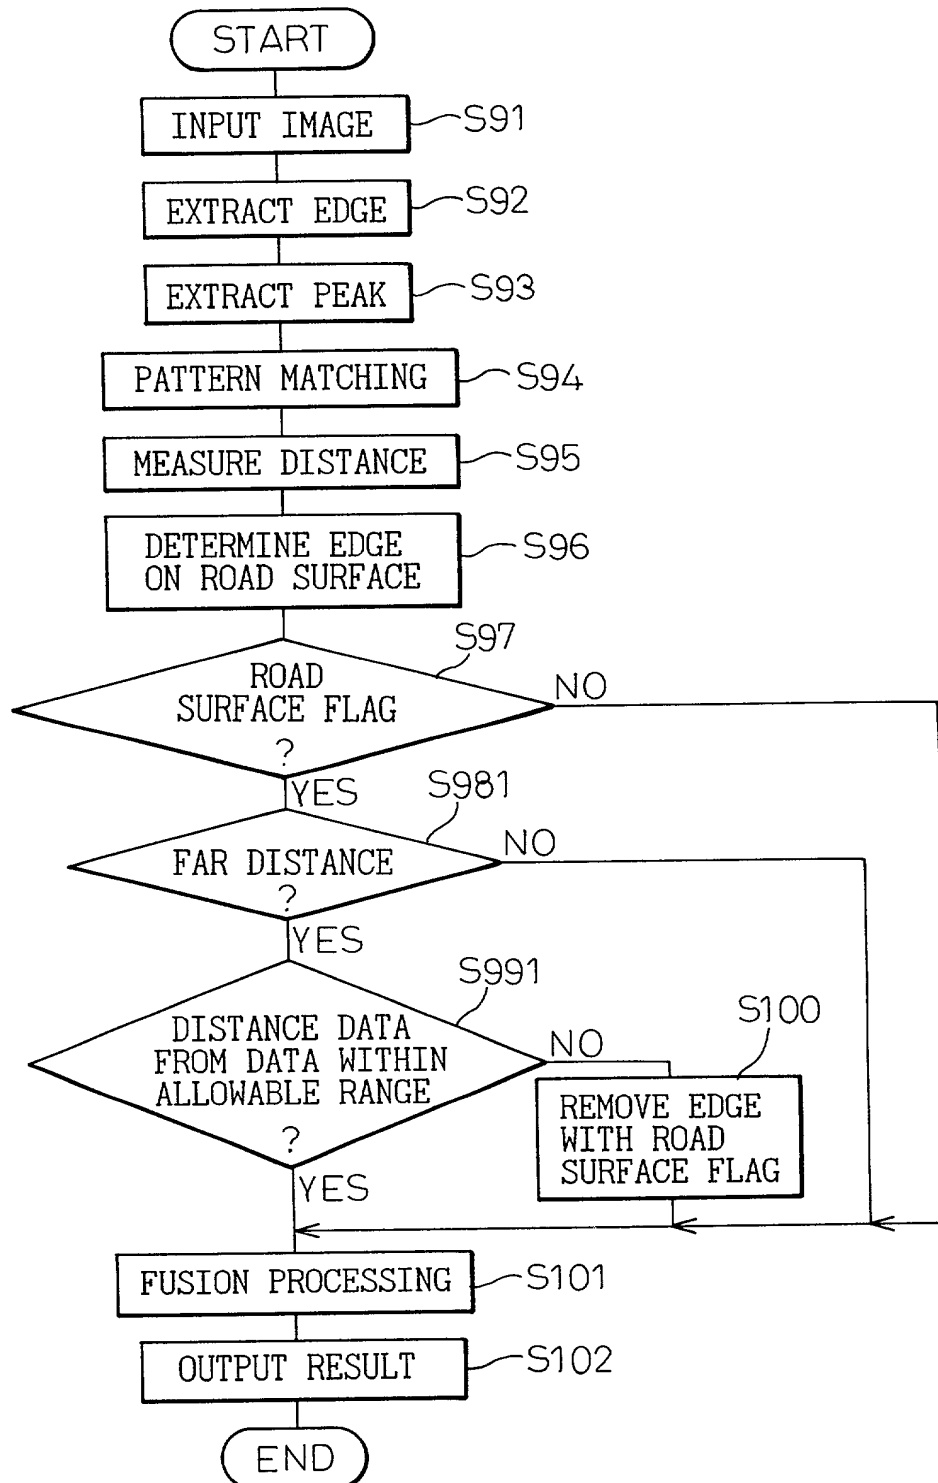 START
INPUT IMAGE
S91
EXTRACT EDGE
S92
EXTRACT PEAK
S93
PATTERN MATCHING
S94
MEASURE DISTANCE
S95
DETERMINE EDGE
ON ROAD SURFACE
S96
S97
ROAD
SURFACE FLAG
?
NO
YES
S981
FAR DISTANCE
?
NO
YES
S991
DISTANCE DATA
FROM DATA WITHIN
ALLOWABLE RANGE
?
NO
S100
REMOVE EDGE
WITH ROAD
SURFACE FLAG
YES
FUSION PROCESSING
S101
OUTPUT RESULT
S102
END